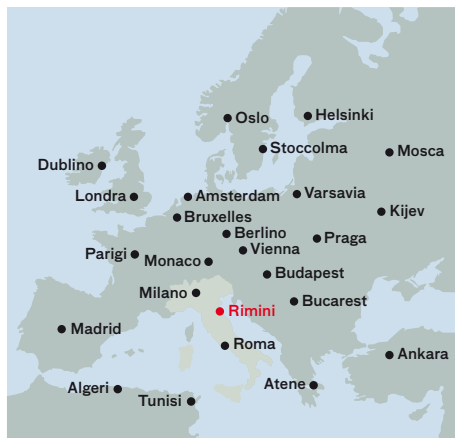 Oslo
Helsinki
Stoccolma
Mosca
Dublino
Londra
Amsterdam
Varsavia
Bruxelles
Kijev
Berlino
Praga
Vienna
Parigi
Monaco
Budapest
Milano
Bucarest
Rimini
Madrid
Roma
Ankara
Algeri
Atene
Tunisi